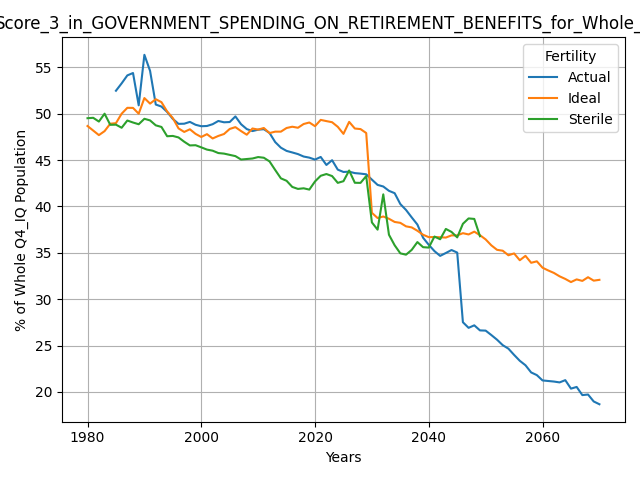 Score_3_in_GOVERNMENT_SPENDING_ON_RETIREMENT_BENEFITS_for_Whole_
Fertility
Actual
Ideal
Sterile
% of Whole Q4_IQ Population
55
50
45
40
35
30
25
20
1980
2000
2020
2040
2060
Years